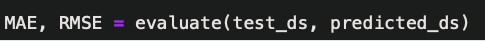 MAE, RMSE = evaluate(test_ds, predicted_ds)